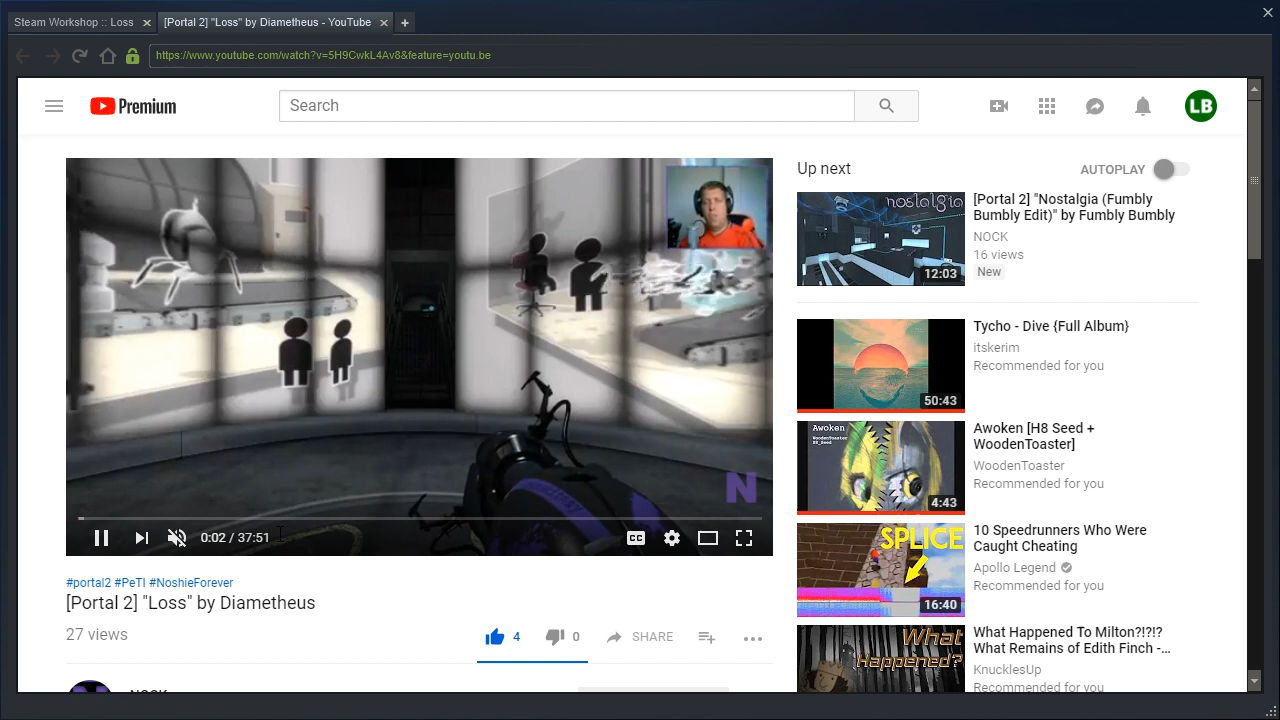 Steam Workshop :: Loss
[Portal 2] "Loss" by Diametheus - YouTube
https://www.youtube.com/watch?v=5H9CwkL4Av8&feature=youtu.be
Premium
Search
LB
N
0:02 / 37:51
CC
#portal2 #PeTI #NoshieForever
[Portal 2] "Loss" by Diametheus
27 views
4
0
SHARE
NOCK
Up next
AUTOPLAY
nostalgia
12:03
[Portal 2] "Nostalgia (Fumbly
Bumbly Edit)" by Fumbly Bumbly
NOCK
16 views
New
50:43
Tycho - Dive {Full Album}
itskerim
Recommended for you
Awoken
WoodenToaster
H8_Seed
4:43
Awoken [H8 Seed +
WoodenToaster]
WoodenToaster
Recommended for you
SPLICE
16:40
10 Speedrunners Who Were
Caught Cheating
Apollo Legend
Recommended for you
What
Happened?
What Happened To Milton?!?!?
What Remains of Edith Finch -...
KnucklesUp
Recommended for you